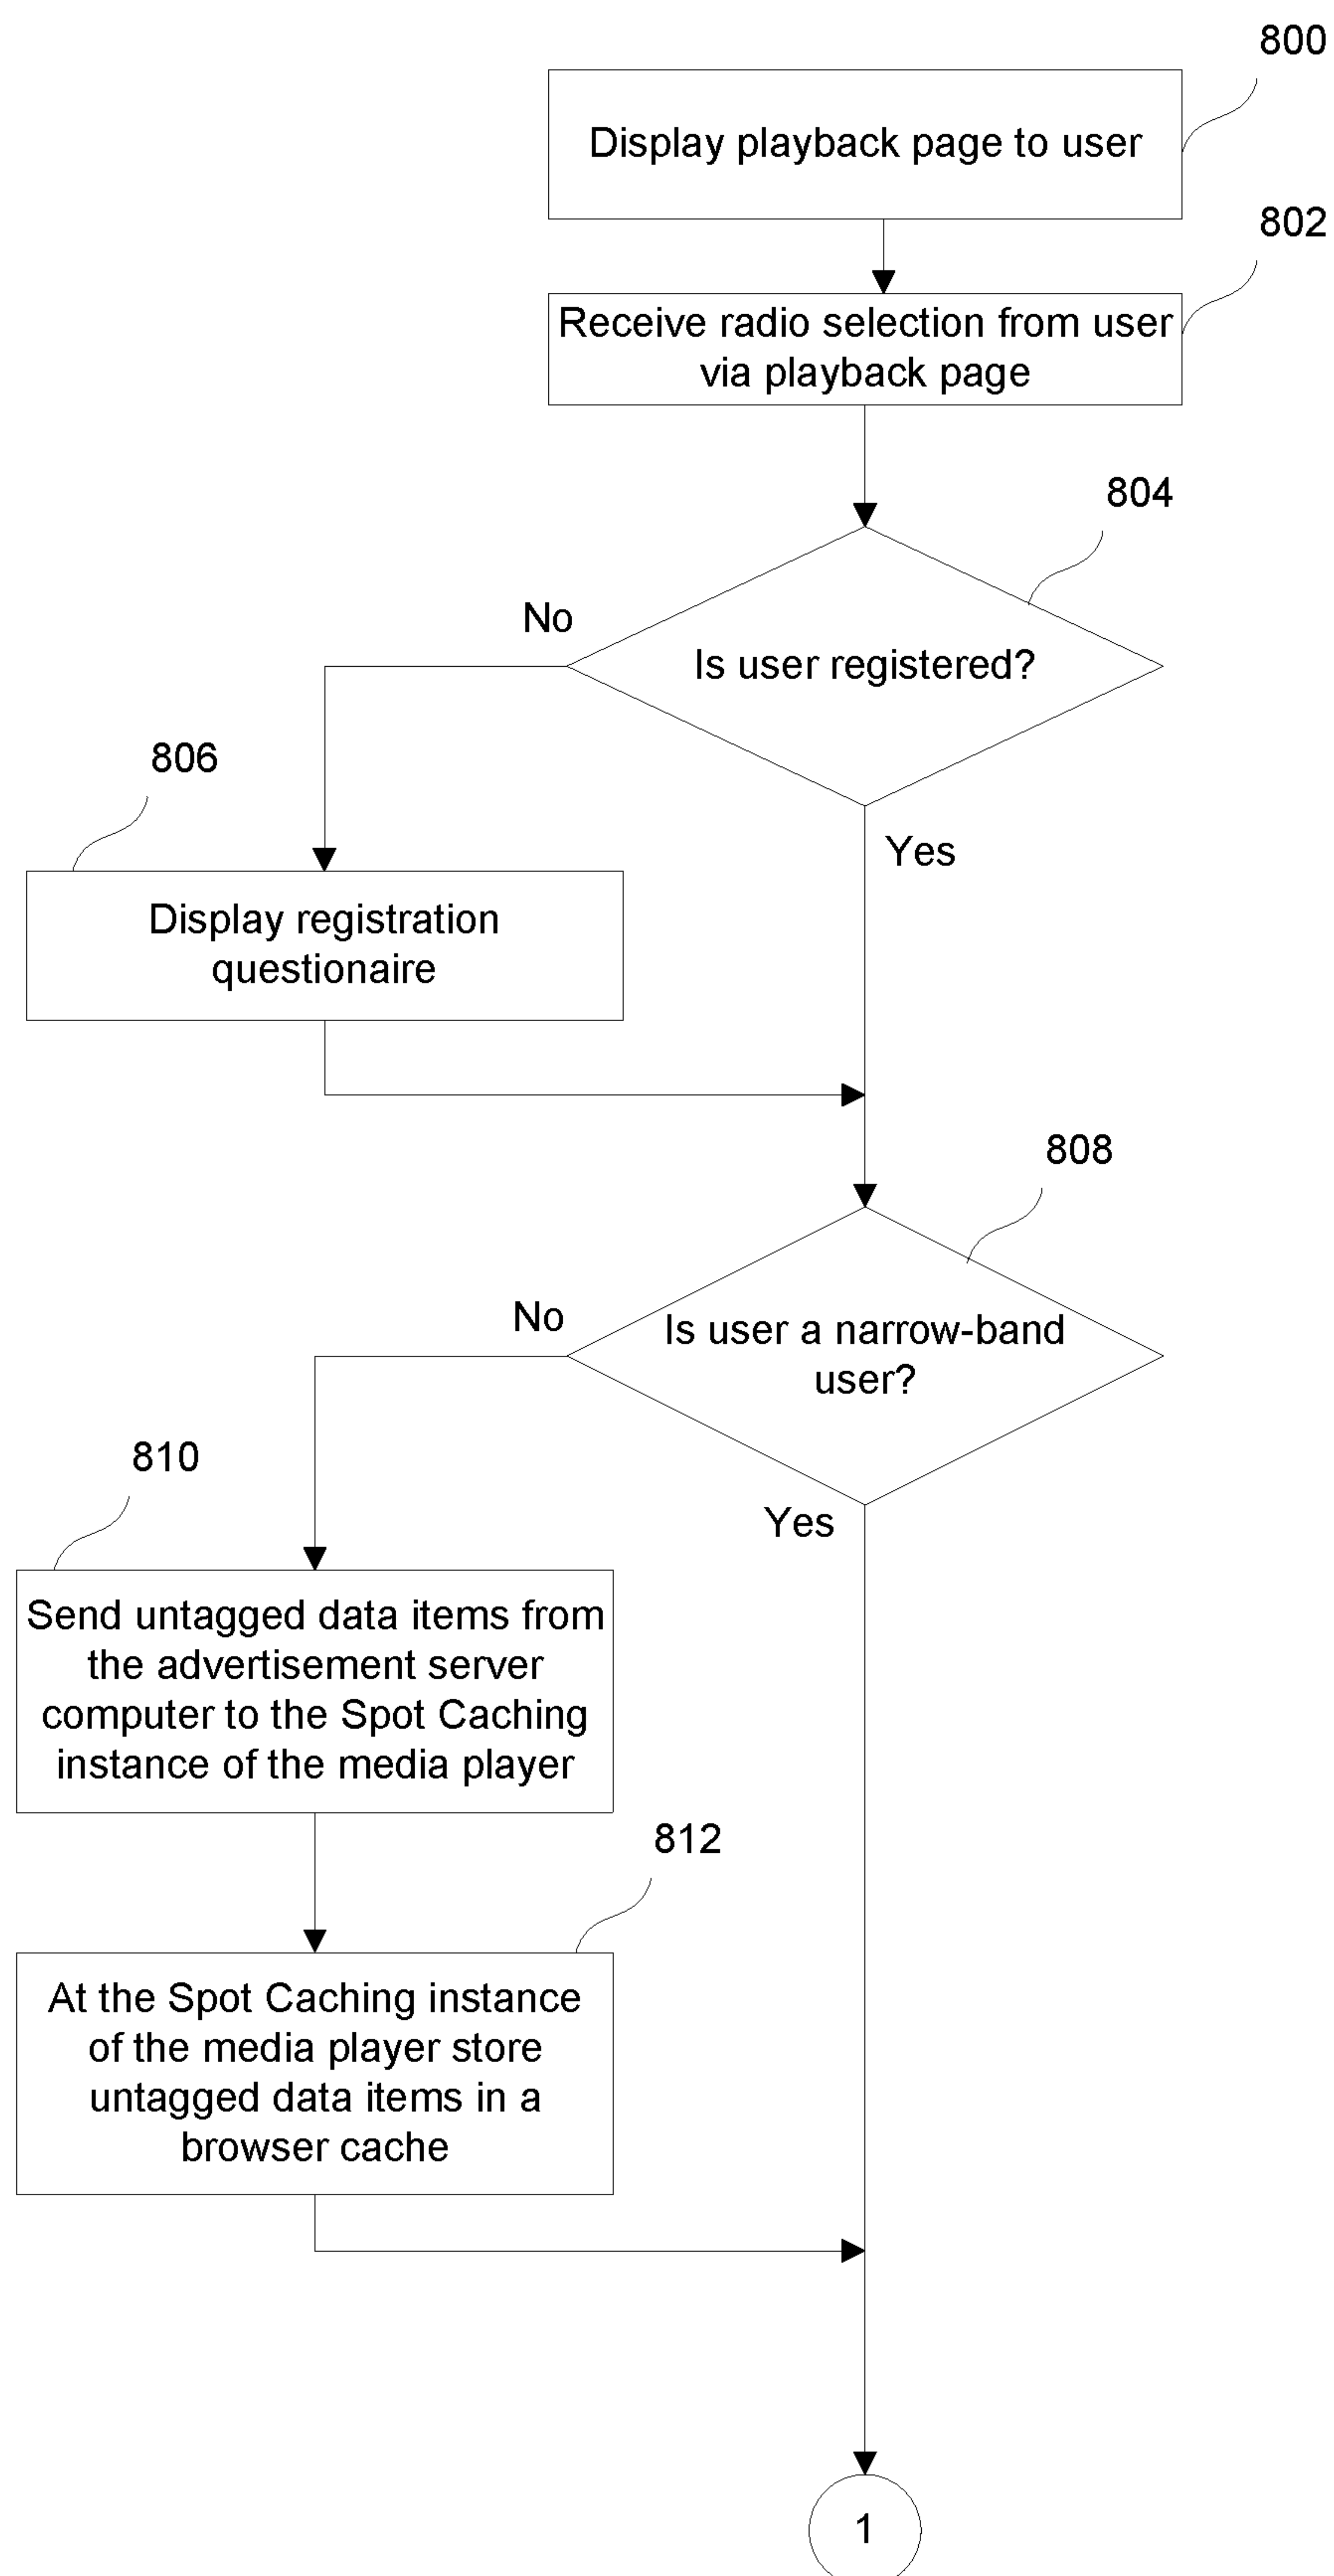 800
Display playback page to user
802
Receive radio selection from user
via playback page
804
No
Is user registered?
806
Yes
Display registration
questionaire
808
No
Is user a narrow-band
user?
810
Yes
Send untagged data items from
the advertisement server
computer to the Spot Caching
instance of the media player
812
At the Spot Caching instance
of the media player store
untagged data items in a
browser cache
1